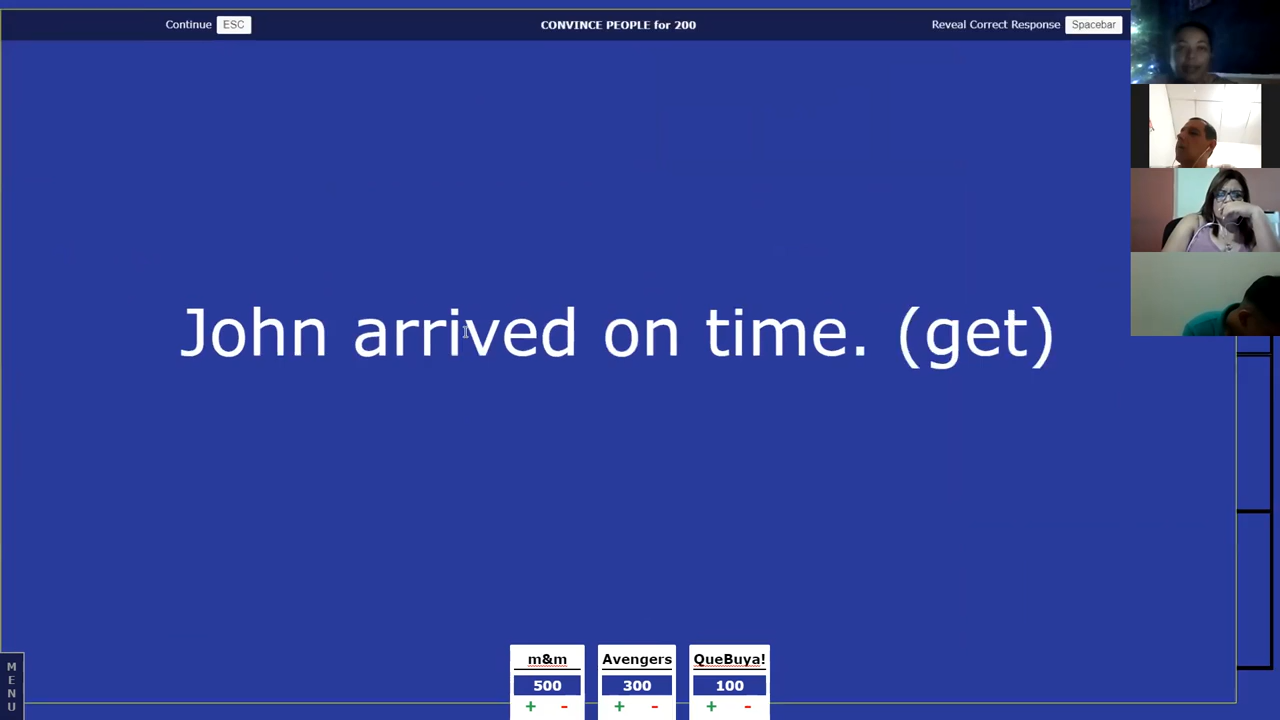 Continue ESC CONVINCE PEOPLE for 200 Reveal Correct Response Spacebar
John arrived on time. (get)
m&m Avengers QueBuya!
500 300 100
+ - + - + -
MENU